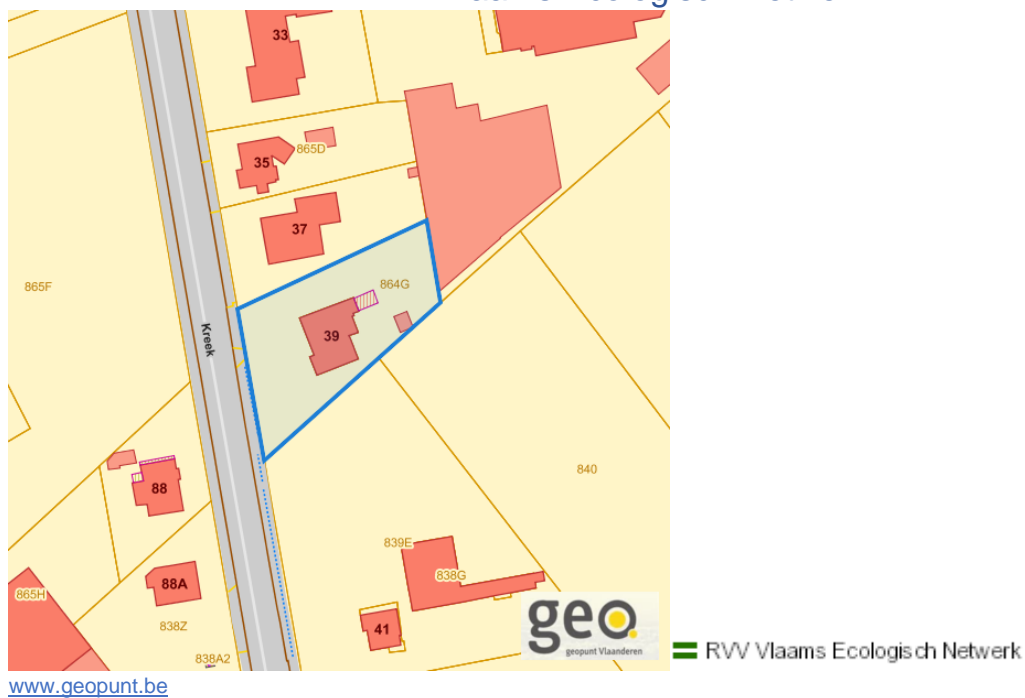 33
35
865D
37
865F
864G
39
Kreek
840
88
839E
838G
865H
88A
838Z
41
838A2
geo
geopunt Vlaanderen
RVV Vlaams Ecologisch Netwerk
www.geopunt.be